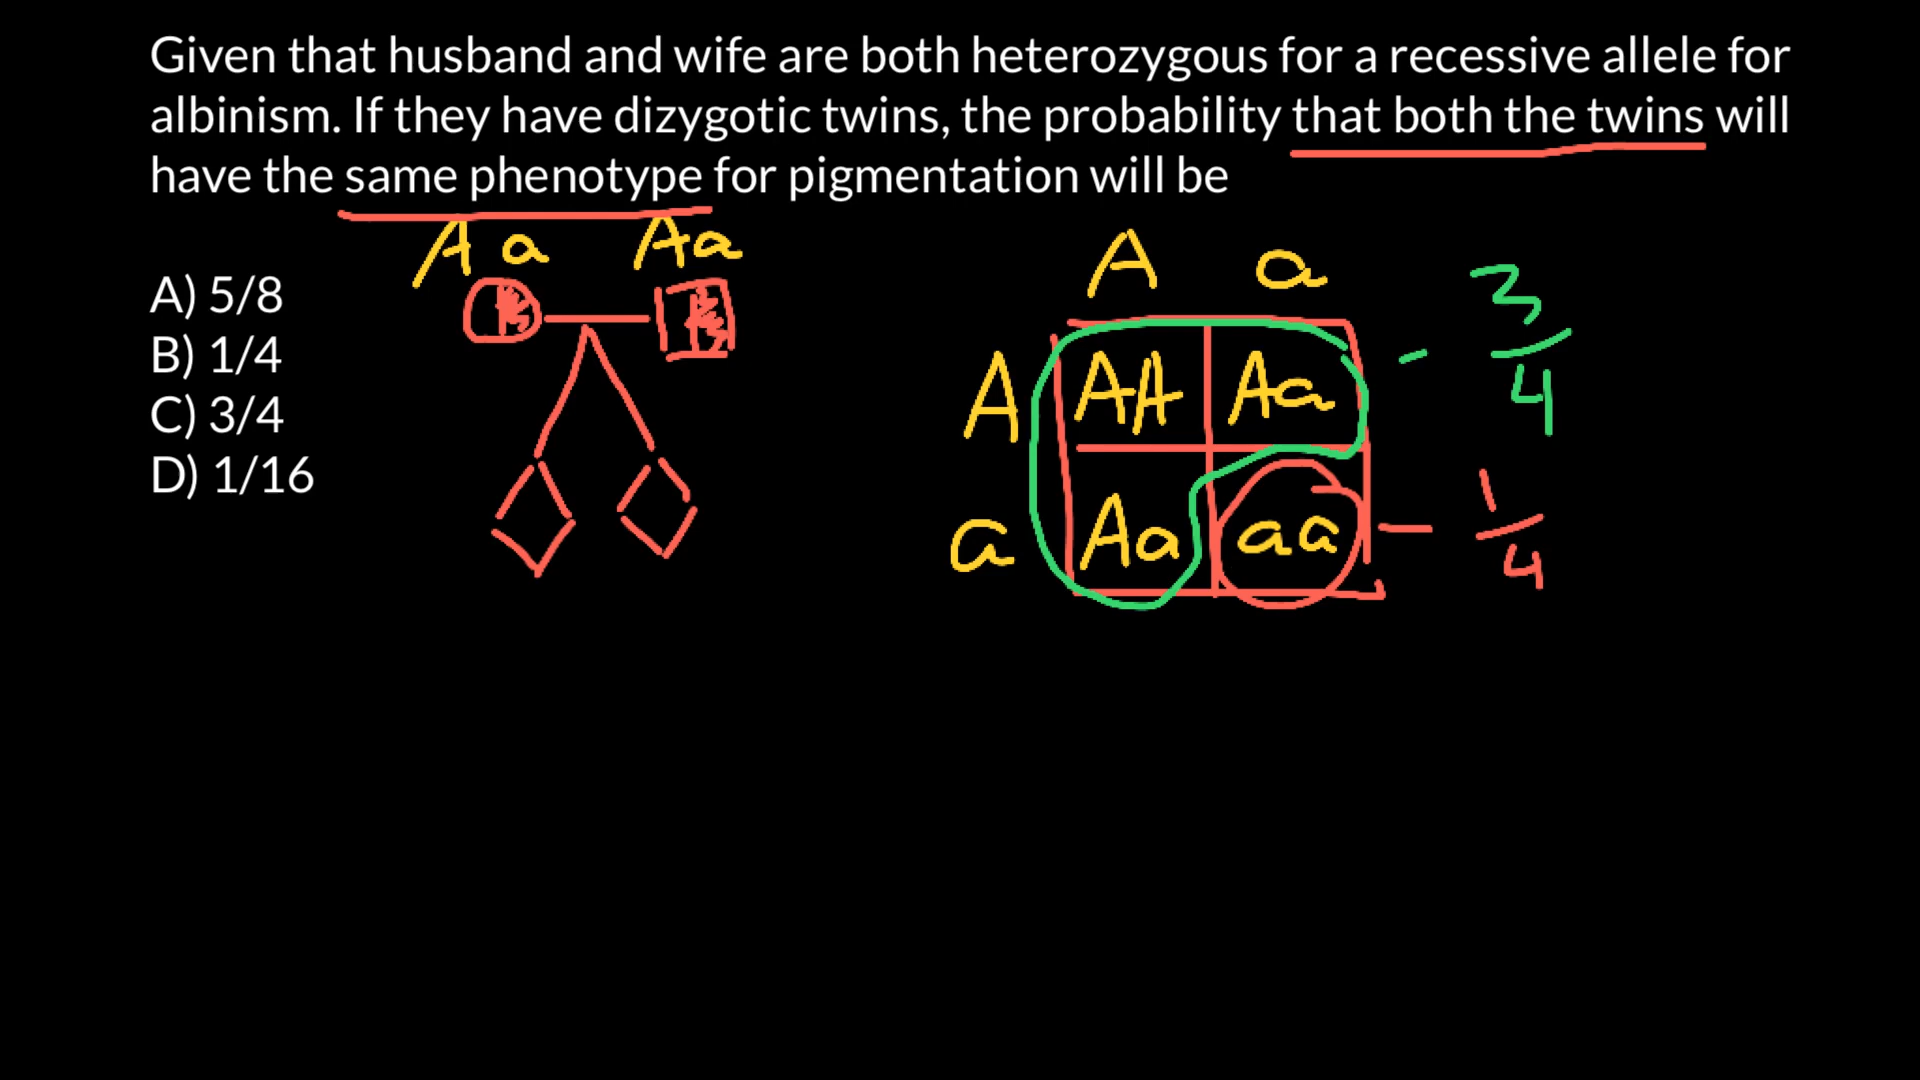 Given that husband and wife are both heterozygous for a recessive allele for
albinism. If they have dizygotic twins, the probability that both the twins will
have the same phenotype for pigmentation will be
A) 5/8
B) 1/4
C) 3/4
D) 1/16
A a Aa
A a
A AA Aa - 3/4
a Aa aa - 1/4